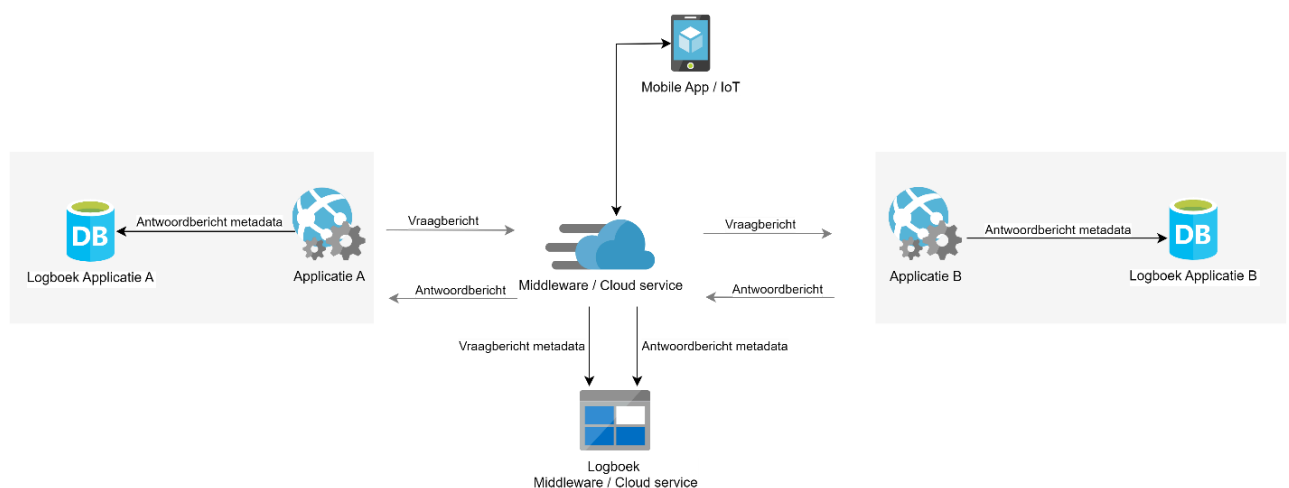 Mobile App / IoT
DB
Antwoordbericht metadata
Logboek Applicatie A
Applicatie A
Vraagbericht
Antwoordbericht
Middleware / Cloud service
Vraagbericht
Antwoordbericht
Applicatie B
Antwoordbericht metadata
DB
Logboek Applicatie B
Vraagbericht metadata
Antwoordbericht metadata
Logboek
Middleware / Cloud service